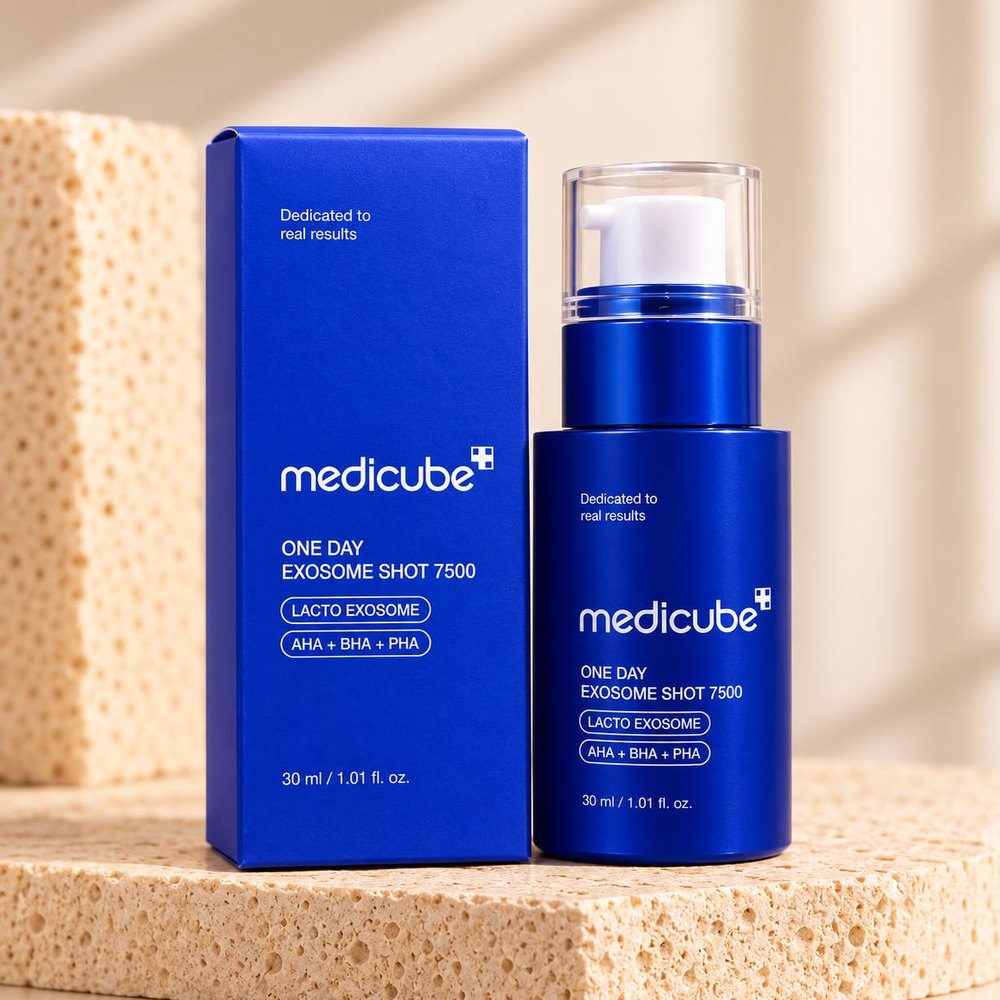 Dedicated to
real results
medicube
ONE DAY
EXOSOME SHOT 7500
LACTO EXOSOME
AHA + BHA + PHA
30 ml / 1.01 fl. oz.
Dedicated to
real results
medicube
ONE DAY
EXOSOME SHOT 7500
LACTO EXOSOME
AHA + BHA + PHA
30 ml / 1.01 fl. oz.